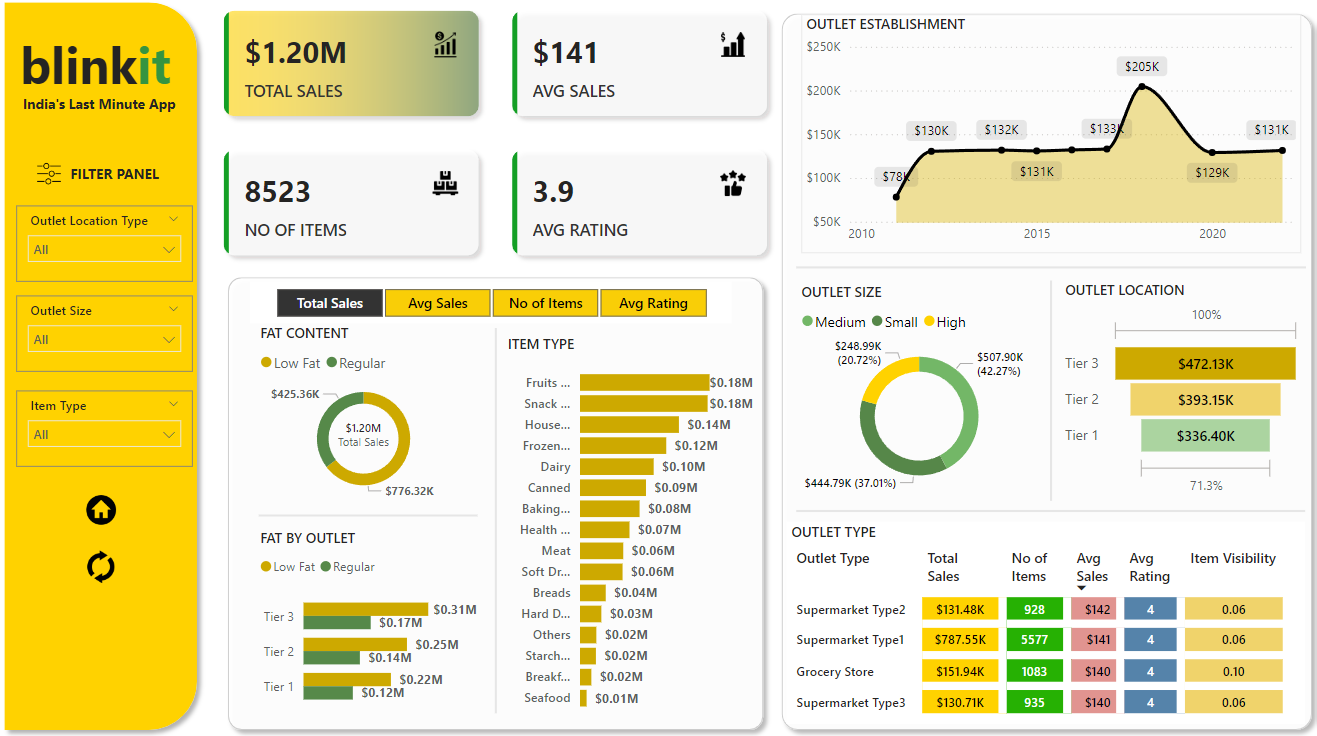 blinkit
India's Last Minute App
FILTER PANEL
Outlet Location Type
All
Outlet Size
All
Item Type
All
$1.20M
TOTAL SALES
$141
AVG SALES
8523
NO OF ITEMS
3.9
AVG RATING
Total Sales
Avg Sales
No of Items
Avg Rating
FAT CONTENT
Low Fat
Regular
$425.36K
$1.20M
Total Sales
$776.32K
FAT BY OUTLET
Low Fat
Regular
Tier 3
$0.31M
$0.17M
Tier 2
$0.25M
$0.14M
Tier 1
$0.22M
$0.12M
ITEM TYPE
Fruits ...
$0.18M
Snack ...
$0.18M
House...
$0.14M
Frozen...
$0.12M
Dairy
$0.10M
Canned
$0.09M
Baking...
$0.08M
Health ...
$0.07M
Meat
$0.06M
Soft Dr...
$0.06M
Breads
$0.04M
Hard D...
$0.03M
Others
$0.02M
Starch...
$0.02M
Breakf...
$0.02M
Seafood
$0.01M
OUTLET ESTABLISHMENT
$250K
$200K
$150K
$100K
$50K
$78K
$130K
$132K
$131K
$133K
$205K
$129K
$131K
2010
2015
2020
OUTLET SIZE
Medium
Small
High
$248.99K
(20.72%)
$507.90K
(42.27%)
$444.79K (37.01%)
OUTLET LOCATION
100%
Tier 3
$472.13K
Tier 2
$393.15K
Tier 1
$336.40K
71.3%
OUTLET TYPE
Outlet Type Total Sales No of Items Avg Sales Avg Rating Item Visibility
Supermarket Type2 $131.48K 928 $142 4 0.06
Supermarket Type1 $787.55K 5577 $141 4 0.06
Grocery Store $151.94K 1083 $140 4 0.10
Supermarket Type3 $130.71K 935 $140 4 0.06